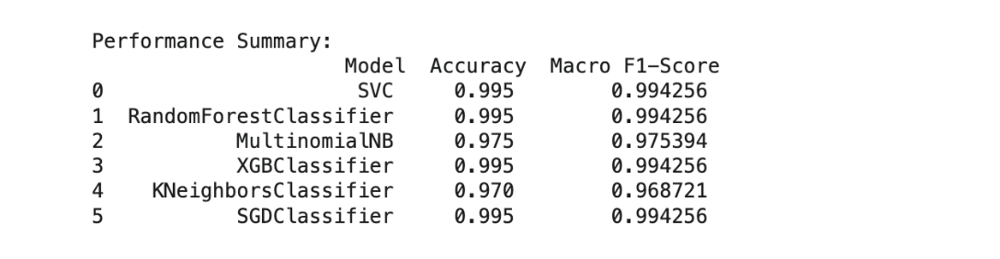 Performance Summary:
Model Accuracy Macro F1-Score
0 SVC 0.995 0.994256
1 RandomForestClassifier 0.995 0.994256
2 MultinomialNB 0.975 0.975394
3 XGBClassifier 0.995 0.994256
4 KNeighborsClassifier 0.970 0.968721
5 SGDClassifier 0.995 0.994256